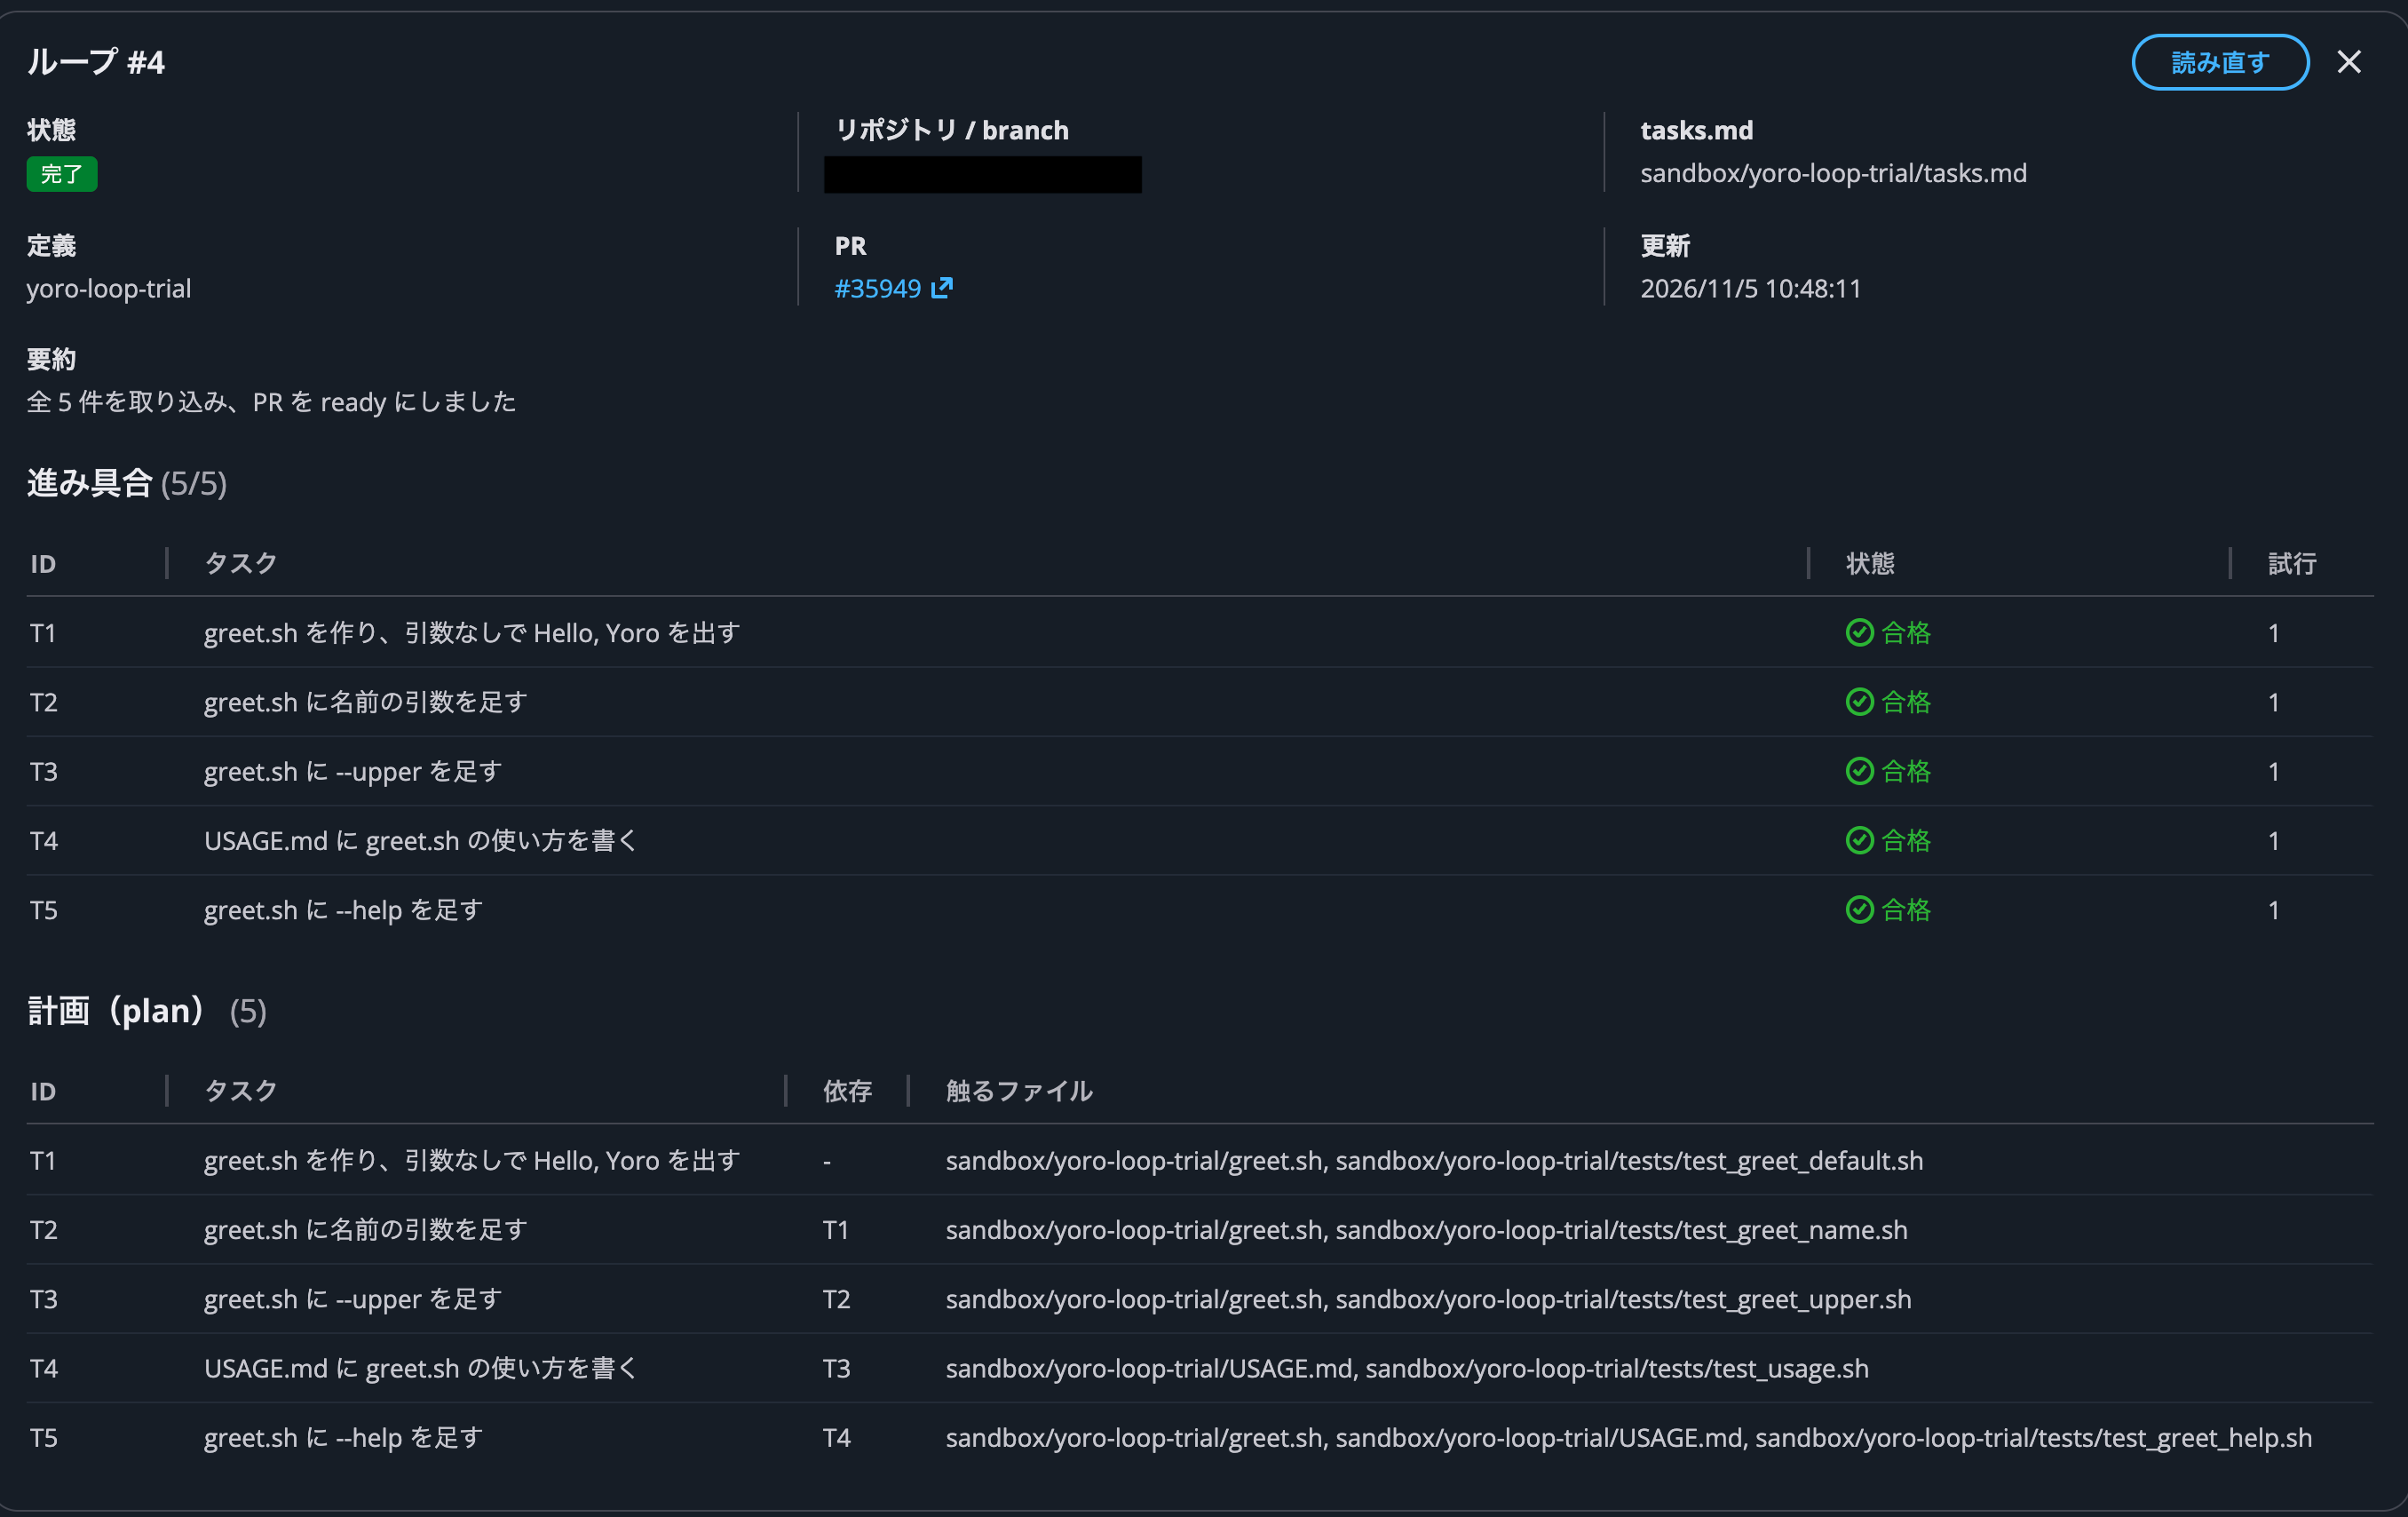 ループ #4
読み直す
状態
完了
リポジトリ / branch
tasks.md
sandbox/yoro-loop-trial/tasks.md
定義
yoro-loop-trial
PR
#35949
更新
2026/11/5 10:48:11
要約
全 5 件を取り込み、PR を ready にしました
進み具合 (5/5)
ID タスク 状態 試行
T1 greet.sh を作り、引数なしで Hello, Yoro を出す 合格 1
T2 greet.sh に名前の引数を足す 合格 1
T3 greet.sh に --upper を足す 合格 1
T4 USAGE.md に greet.sh の使い方を書く 合格 1
T5 greet.sh に --help を足す 合格 1
計画（plan） (5)
ID タスク 依存 触るファイル
T1 greet.sh を作り、引数なしで Hello, Yoro を出す - sandbox/yoro-loop-trial/greet.sh, sandbox/yoro-loop-trial/tests/test_greet_default.sh
T2 greet.sh に名前の引数を足す T1 sandbox/yoro-loop-trial/greet.sh, sandbox/yoro-loop-trial/tests/test_greet_name.sh
T3 greet.sh に --upper を足す T2 sandbox/yoro-loop-trial/greet.sh, sandbox/yoro-loop-trial/tests/test_greet_upper.sh
T4 USAGE.md に greet.sh の使い方を書く T3 sandbox/yoro-loop-trial/USAGE.md, sandbox/yoro-loop-trial/tests/test_usage.sh
T5 greet.sh に --help を足す T4 sandbox/yoro-loop-trial/greet.sh, sandbox/yoro-loop-trial/USAGE.md, sandbox/yoro-loop-trial/tests/test_greet_help.sh